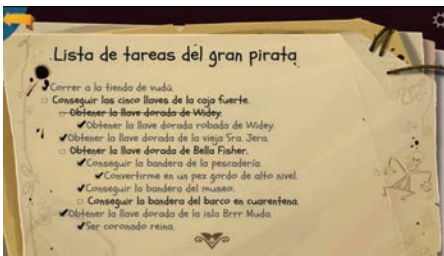 Lista de tareas del gran pirata
Correr a la tienda de vudú.
Conseguir las cinco llaves de la caja fuerte.
Obtener la llave dorada de Widey.
Obtener la llave dorada robada de Widey.
Obtener la llave dorada de la vieja Sra. Jera.
Obtener la llave dorada de Bella Fisher.
Conseguir la bandera de la pescadería.
Convertirme en un pez gordo de alto nivel.
Conseguir la bandera del museo.
Conseguir la bandera del barco en cuarentena.
Obtener la llave dorada de la isla Brrr Muda.
Ser coronado reina.